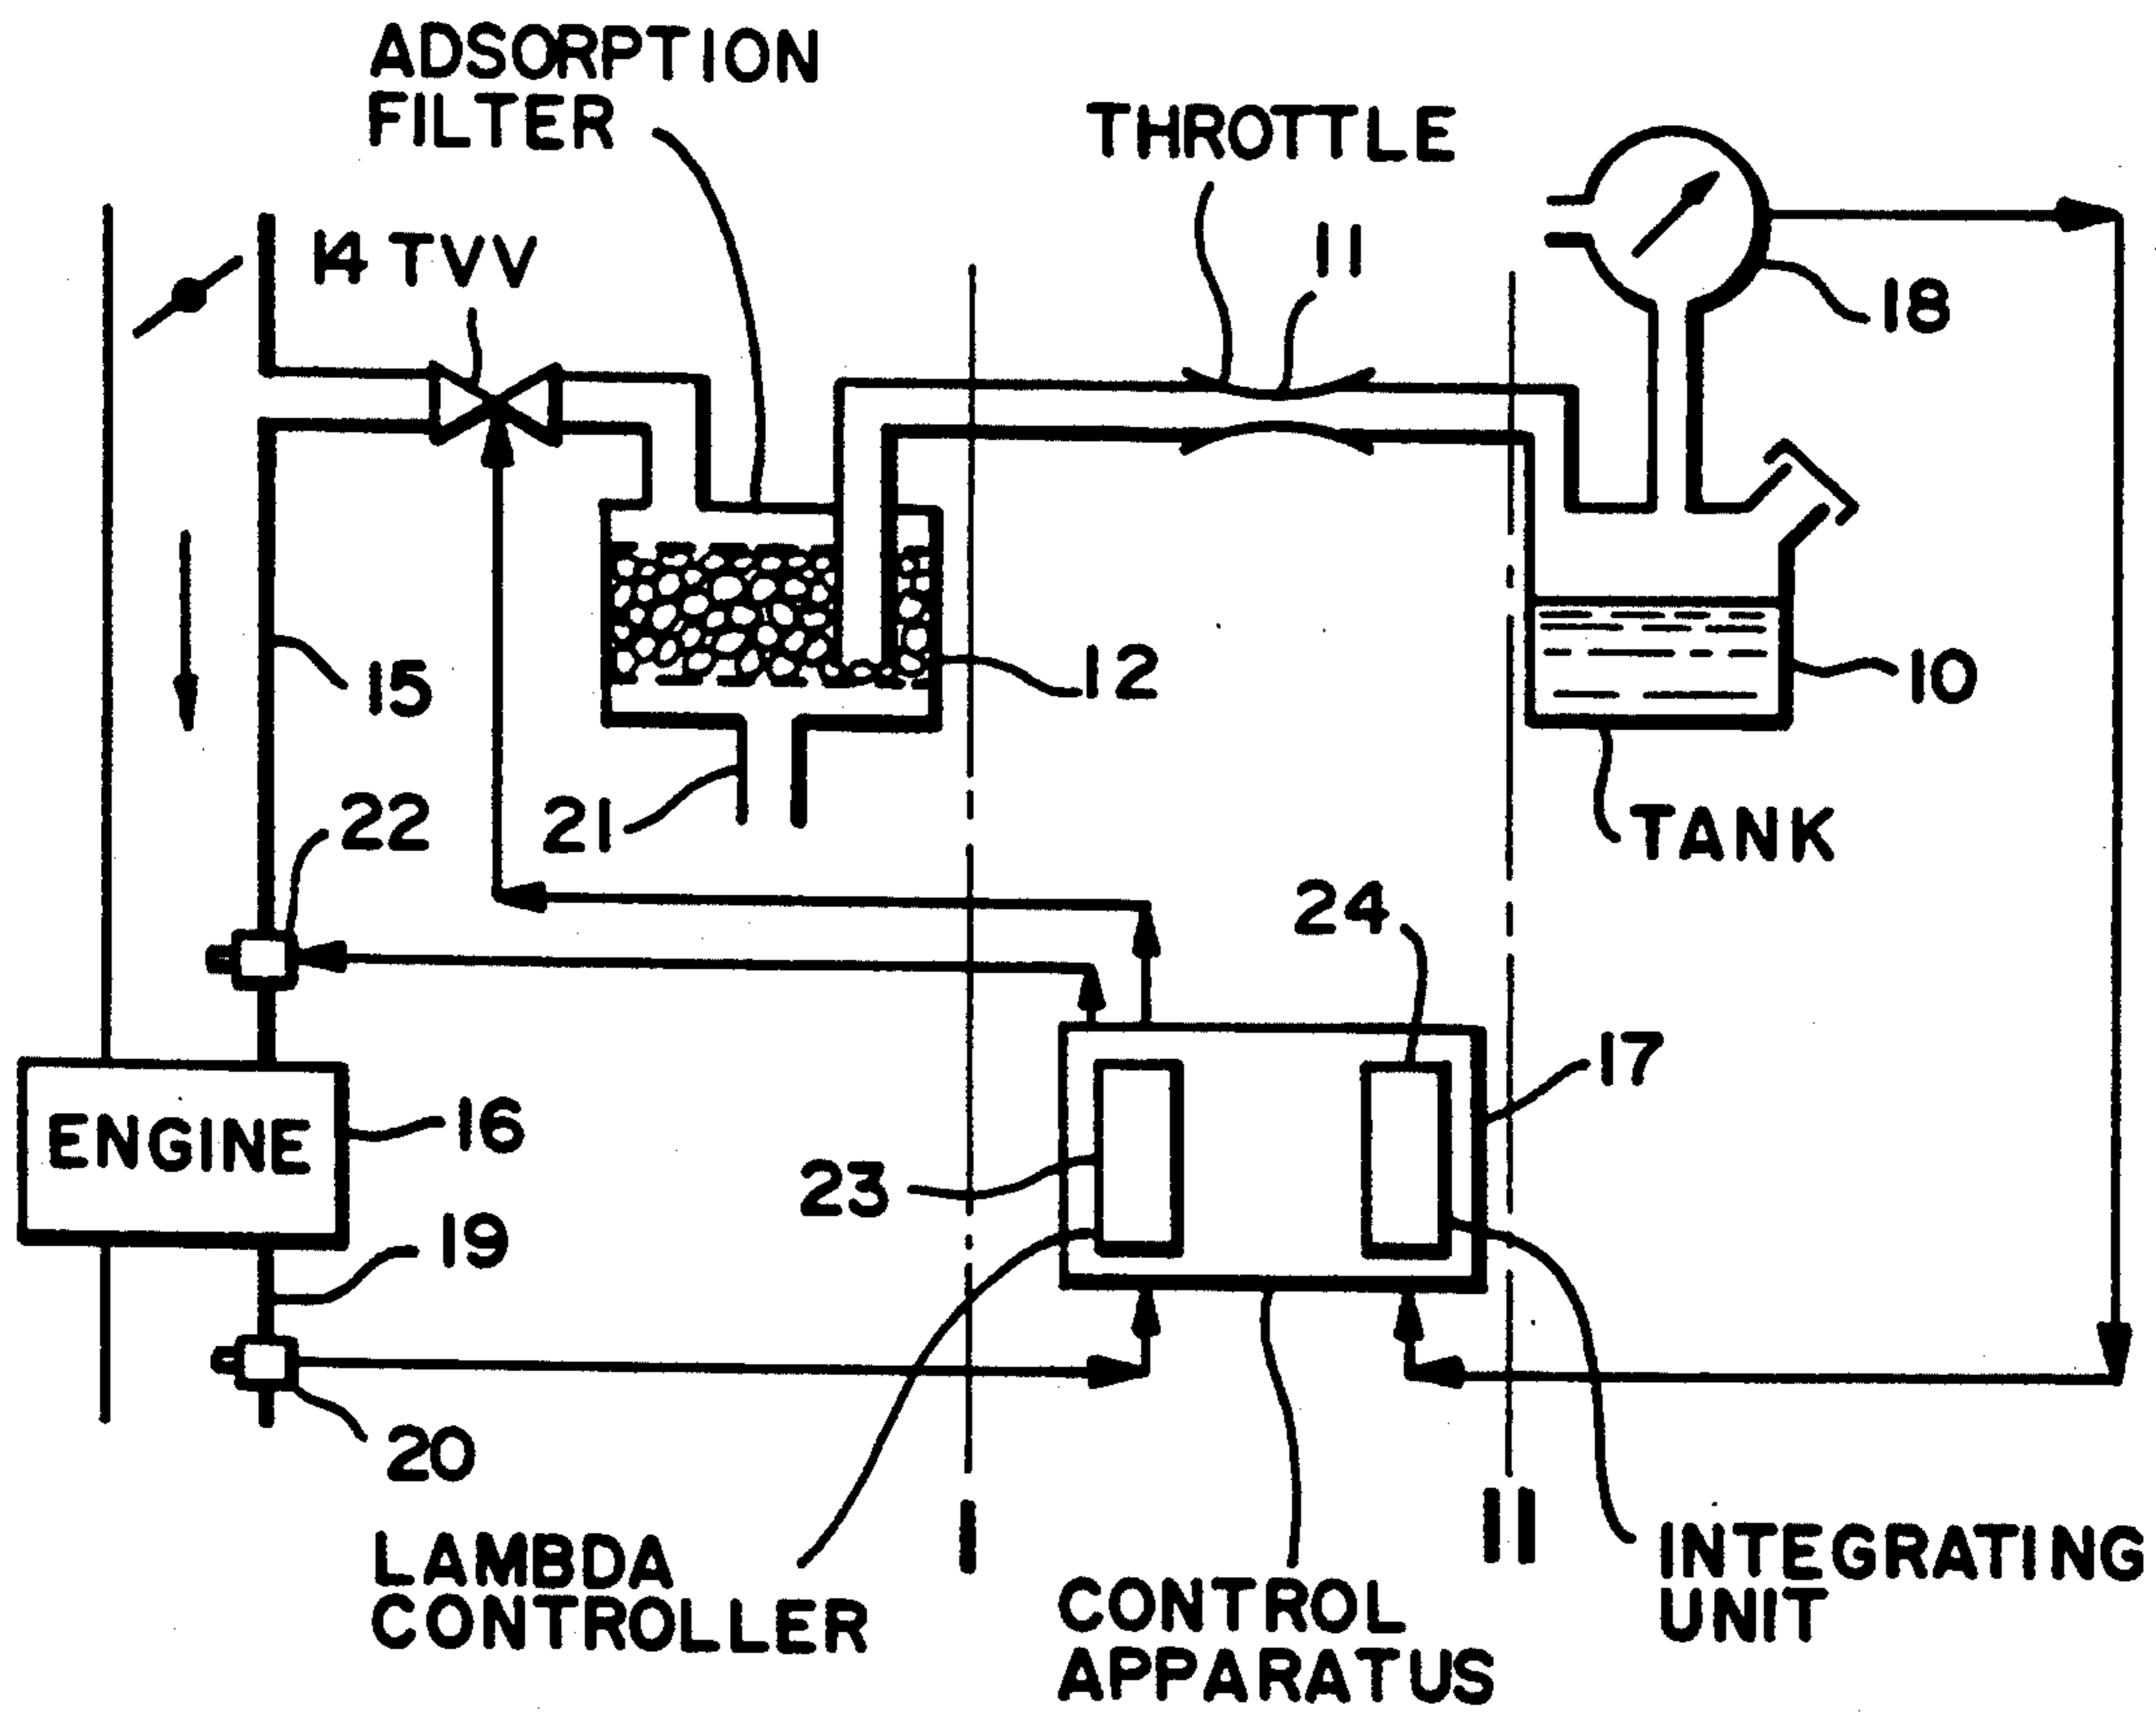 ADSORPTION
FILTER
THROTTLE
14 TVV
11
18
15
12
10
21
22
TANK
24
17
ENGINE
16
23
19
20
I
II
LAMBDA
CONTROLLER
CONTROL
APPARATUS
INTEGRATING
UNIT